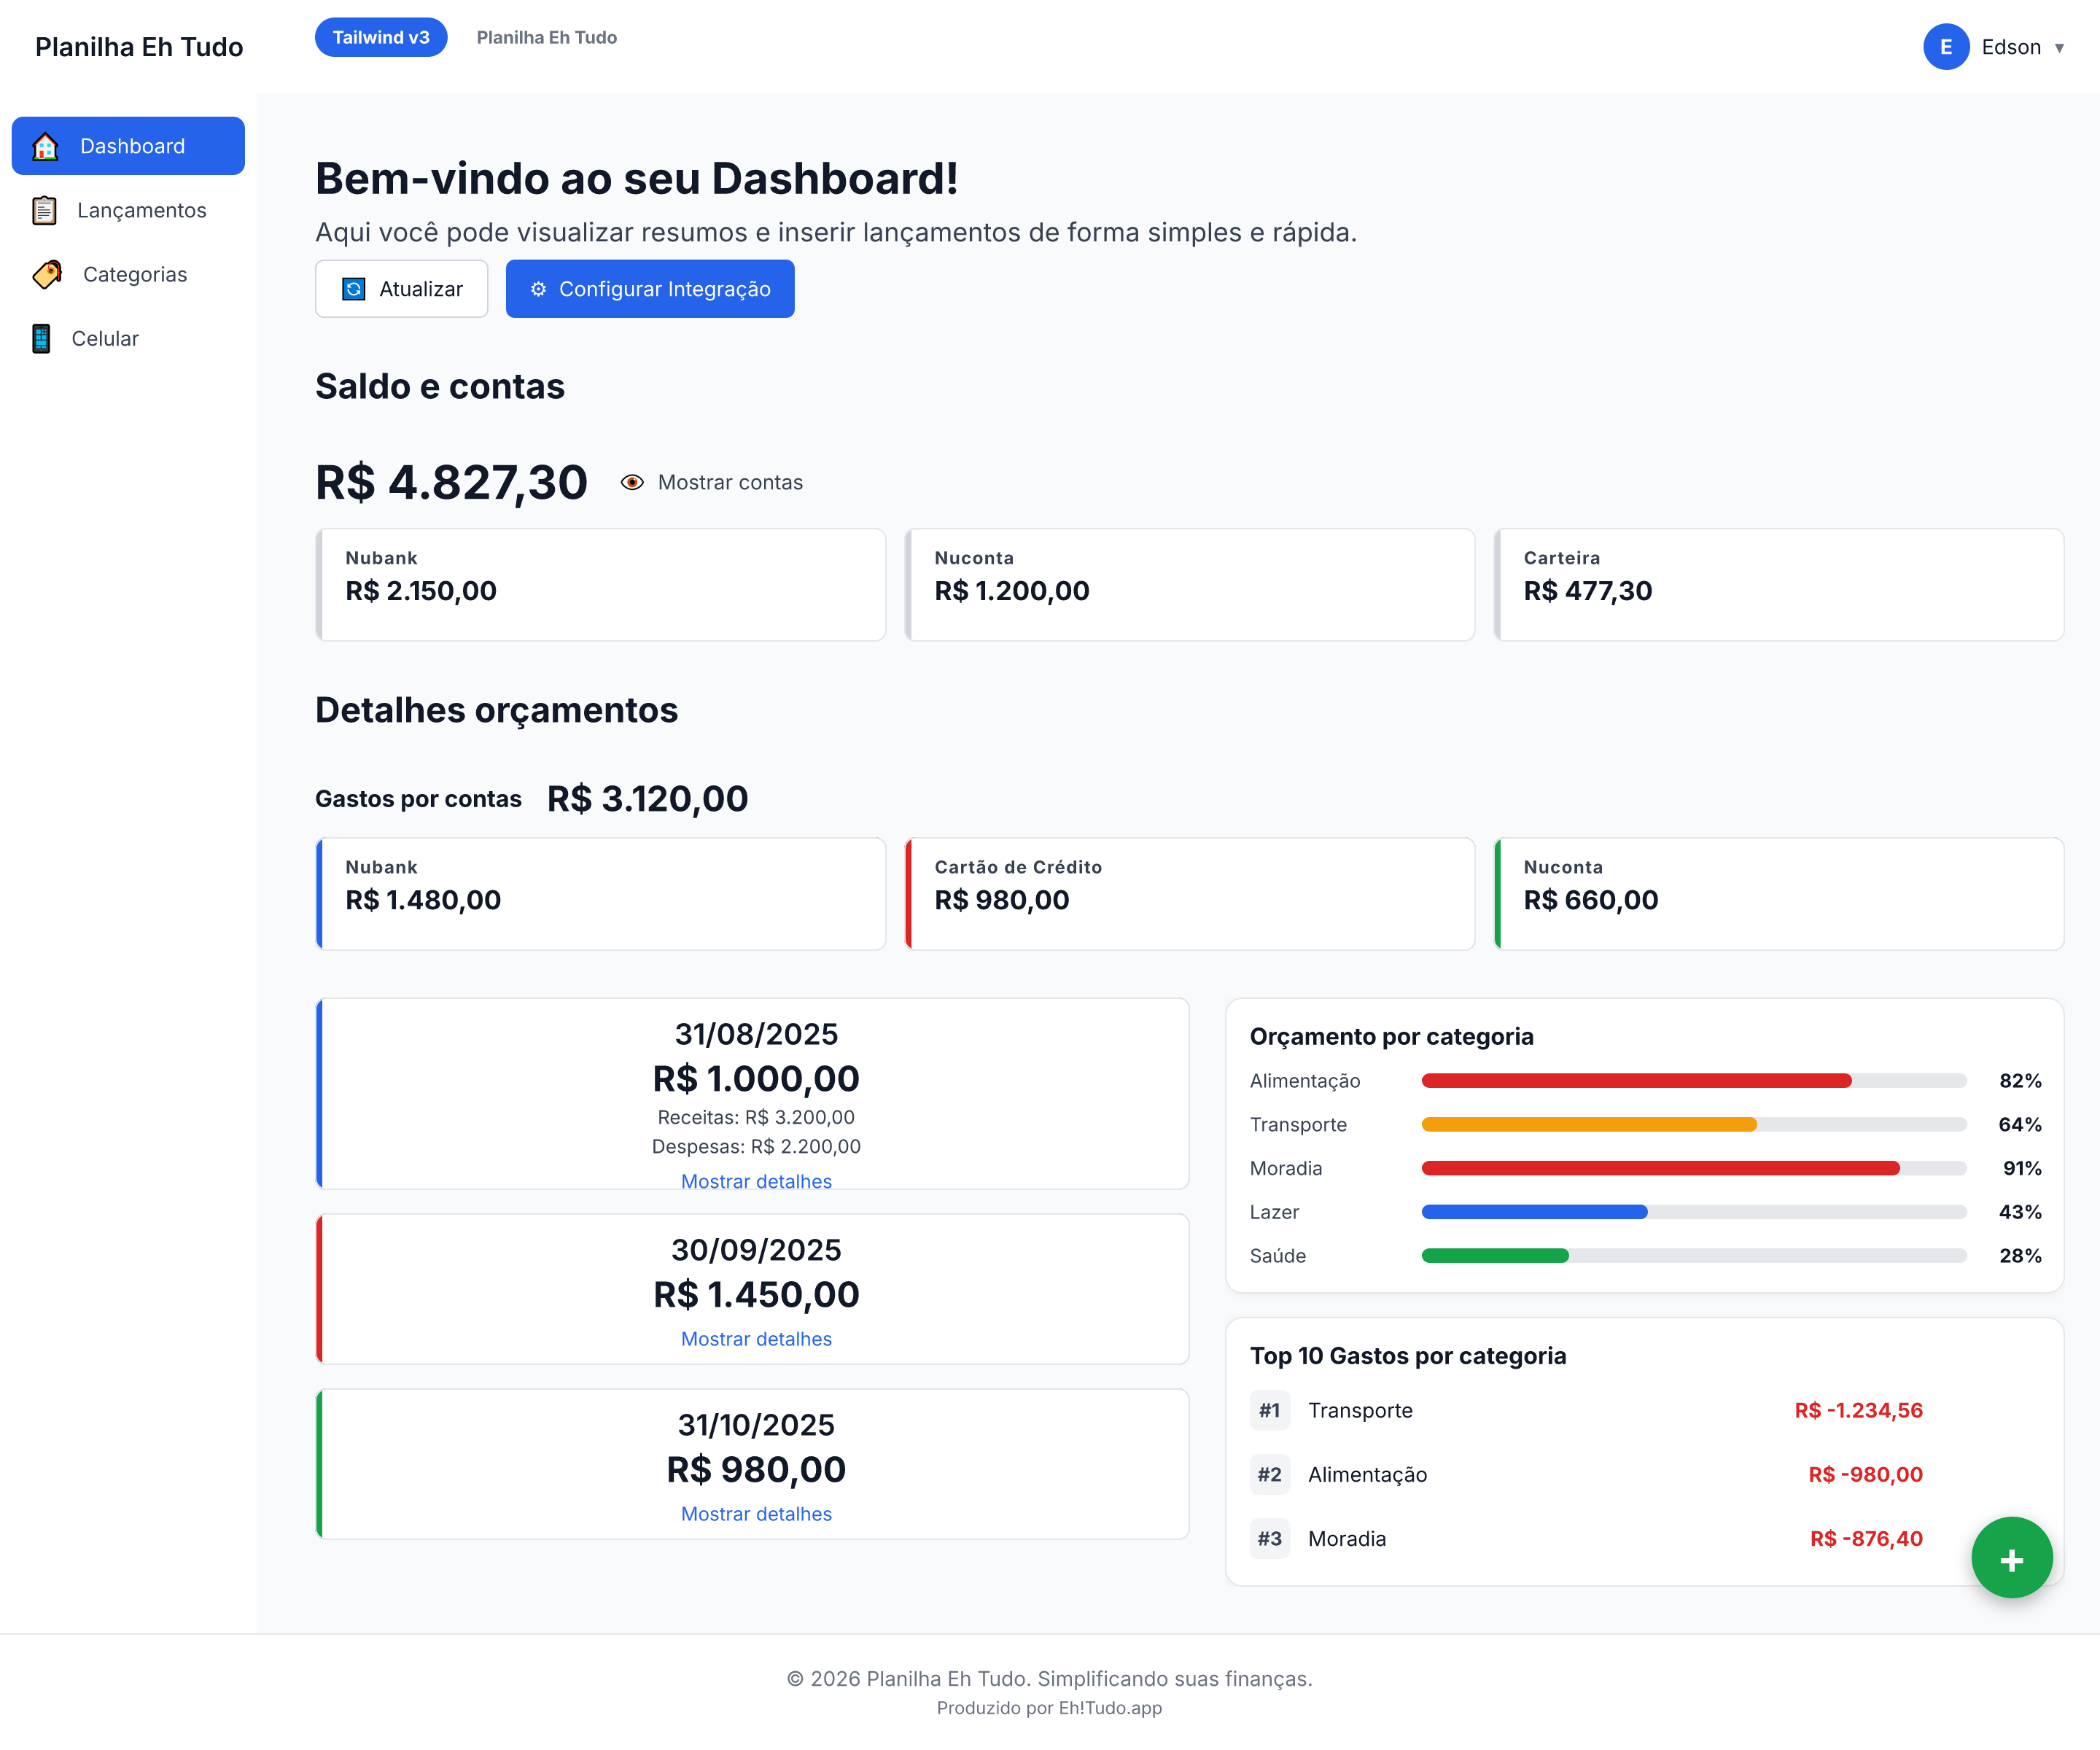 Planilha Eh Tudo
Tailwind v3
Planilha Eh Tudo
E
Edson
Dashboard
Lançamentos
Categorias
Celular
Bem-vindo ao seu Dashboard!
Aqui você pode visualizar resumos e inserir lançamentos de forma simples e rápida.
Atualizar
Configurar Integração
Saldo e contas
R$ 4.827,30
Mostrar contas
Nubank
R$ 2.150,00
Nuconta
R$ 1.200,00
Carteira
R$ 477,30
Detalhes orçamentos
Gastos por contas R$ 3.120,00
Nubank
R$ 1.480,00
Cartão de Crédito
R$ 980,00
Nuconta
R$ 660,00
31/08/2025
R$ 1.000,00
Receitas: R$ 3.200,00
Despesas: R$ 2.200,00
Mostrar detalhes
30/09/2025
R$ 1.450,00
Mostrar detalhes
31/10/2025
R$ 980,00
Mostrar detalhes
Orçamento por categoria
Alimentação 82%
Transporte 64%
Moradia 91%
Lazer 43%
Saúde 28%
Top 10 Gastos por categoria
#1 Transporte R$ -1.234,56
#2 Alimentação R$ -980,00
#3 Moradia R$ -876,40
+
© 2026 Planilha Eh Tudo. Simplificando suas finanças.
Produzido por Eh!Tudo.app